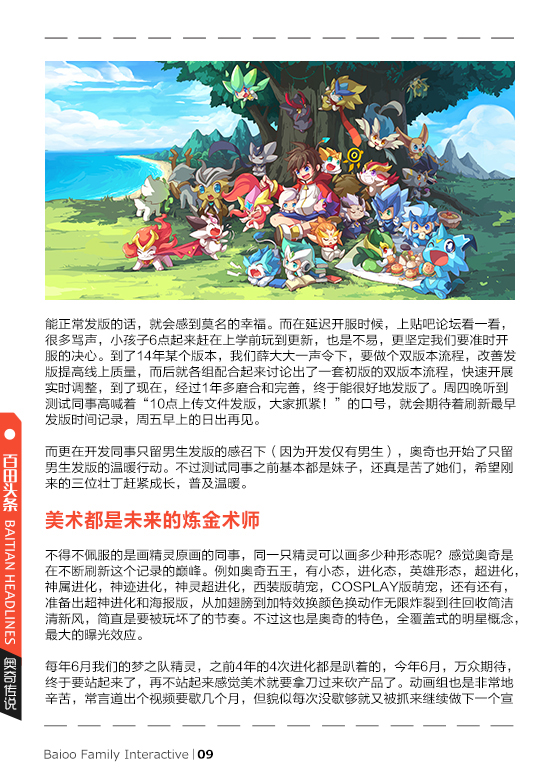 能正常发版的话，就会感到莫名的幸福。而在延迟开服时候，上贴吧论坛看一看，
很多骂声，小孩子6点起来赶在上学前玩到更新，也是不易，更坚定我们要准时开
服的决心。到了14年某个版本，我们薛大大一声令下，要做个双版本流程，改善发
版提高线上质量，而后就各组配合起来讨论出了一套初版的双版本流程，快速开展
实时调整，到了现在，经过1年多磨合和完善，终于能很好地发版了。周四晚听到
测试同事高喊着“10点上传文件发版，大家抓紧！”的口号，就会期待着刷新最早
发版时间记录，周五早上的日出再见。
而更在开发同事只留男生发版的感召下（因为开发仅有男生），奥奇也开始了只留
男生发版的温暖行动。不过测试同事之前基本都是妹子，还真是苦了她们，希望刚
来的三位壮丁赶紧成长，普及温暖。
美术都是未来的炼金术师
不得不佩服的是画精灵原画的同事，同一只精灵可以画多少种形态呢？感觉奥奇是
在不断刷新这个记录的巅峰。例如奥奇五王，有小态，进化态，英雄形态，超进化，
神属进化，神迹进化，神灵超进化，西装版萌宠，COSPLAY版萌宠，还有还有，
准备出超神进化和海报版，从加翅膀到加特效换颜色换动作无限炸裂到往回收简洁
清新风，简直是要被玩坏了的节奏。不过这也是奥奇的特色，全覆盖式的明星概念，
最大的曝光效应。
每年6月我们的梦之队精灵，之前4年的4次进化都是趴着的，今年6月，万众期待，
终于要站起来了，再不站起来感觉美术就要拿刀过来砍产品了。动画组也是非常地
辛苦，常言道出个视频要歇几个月，但貌似每次没歇够就又被抓来继续做下一个宣
百田头条 BAITIAN HEADLINES
奥奇传说
Baioo Family Interactive | 09